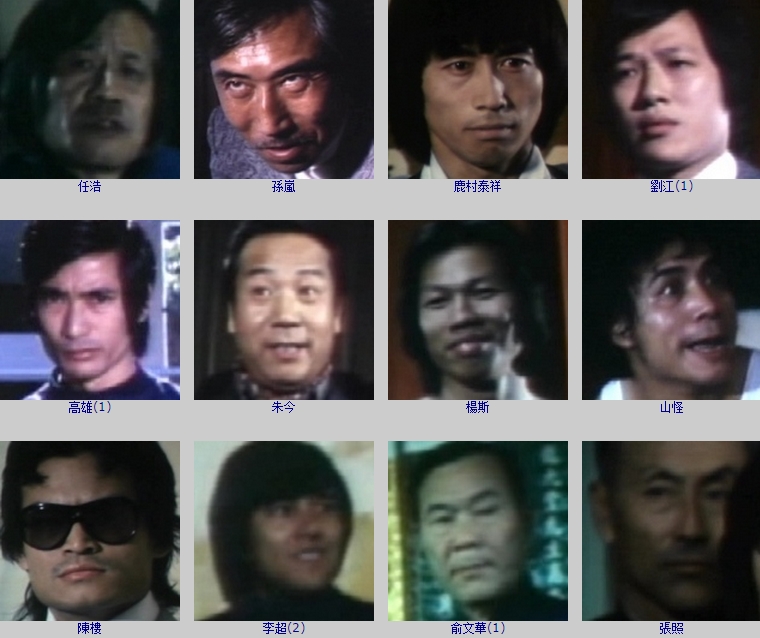 任浩
孫嵐
鹿村泰祥
劉江(1)
高雄(1)
朱今
楊斯
山怪
陳樓
李超(2)
俞文華(1)
張照